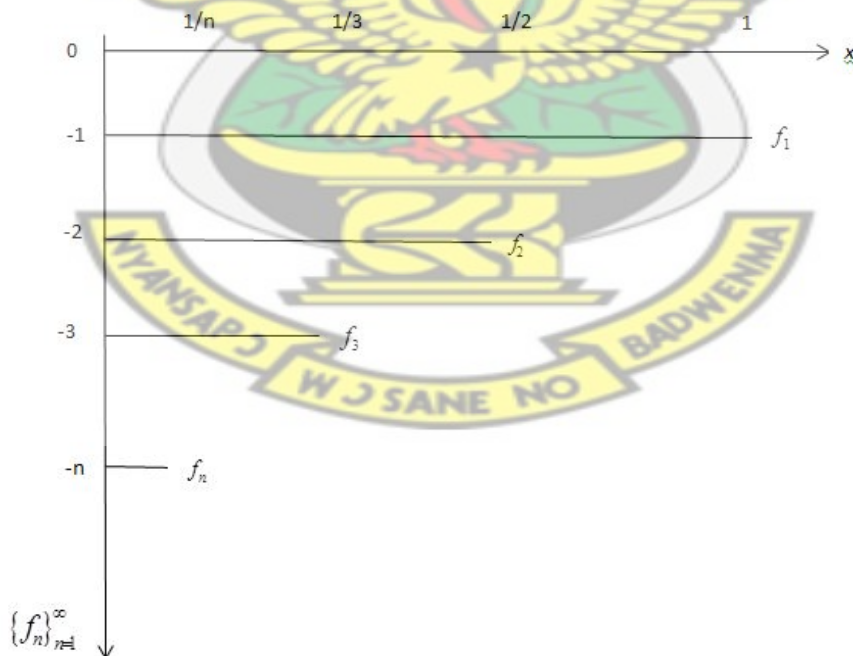 1/n 1/3 1/2 1
0 x
-1 f₁
-2 f₂
-3 f₃
NYANSAPƆ BADWENMA
W Ɔ SANE NO
-n fₙ
{fₙ}∞ₙ₌₁